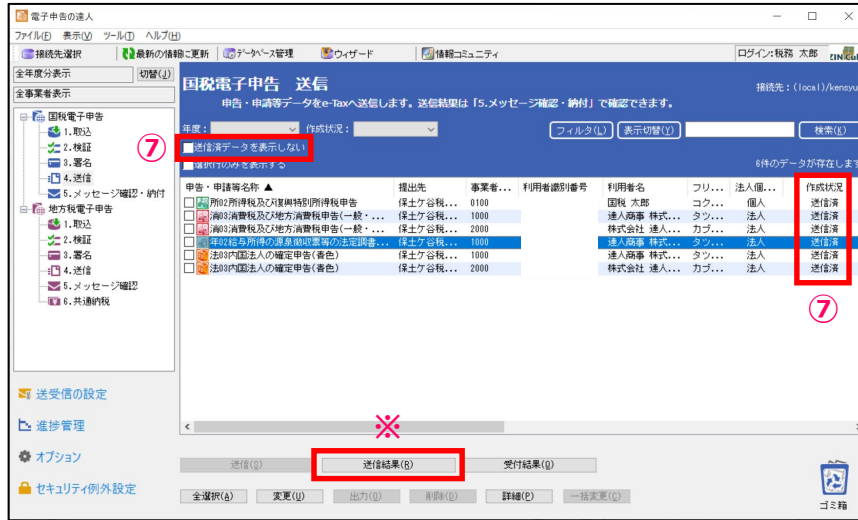 電子申告の達人
ファイル(F) 表示(V) ツール(T) ヘルプ(H)
接続先選択 最新の情報に更新 データベース管理 ウィザード 情報コミュニティ ログイン:税務 太郎
全年度分表示 切替(J)
全事業者表示
国税電子申告
1.取込
2.検証
3.署名
4.送信
5.メッセージ確認・納付
地方税電子申告
1.取込
2.検証
3.署名
4.送信
5.メッセージ確認
6.共通納税
送受信の設定
進捗管理
オプション
セキュリティ例外設定
国税電子申告 送信
接続先:(local)/kensyu
申告・申請等データをe-Taxへ送信します。送信結果は「5.メッセージ確認・納付」で確認できます。
年度: 作成状況: フィルタ(L) 表示切替(Y) 検索(K)
⑦ 送信済データを表示しない
選択行のみを表示する 6件のデータが存在します
申告・申請等名称 ▲ 提出先 事業者... 利用者識別番号 利用者名 フリ... 法人個... 作成状況
所02所得税及び復興特別所得税申告 保土ケ谷税... 0100 国税 太郎 コク... 個人 送信済
消03消費税及び地方消費税申告(一般・... 保土ケ谷税... 1000 達人商事 株式... タツ... 法人 送信済
消03消費税及び地方消費税申告(一般・... 保土ケ谷税... 2000 株式会社 達人... カブ... 法人 送信済
年02給与所得の源泉徴収票等の法定調書... 保土ケ谷税... 1000 達人商事 株式... タツ... 法人 送信済
法03内国法人の確定申告(青色) 保土ケ谷税... 1000 達人商事 株式... タツ... 法人 送信済
法03内国法人の確定申告(青色) 保土ケ谷税... 2000 株式会社 達人... カブ... 法人 送信済
⑦
※
送信(S) 送信結果(R) 受付結果(Q)
全選択(A) 変更(U) 出力(O) 削除(D) 詳細(P) 一括変更(C)
ゴミ箱